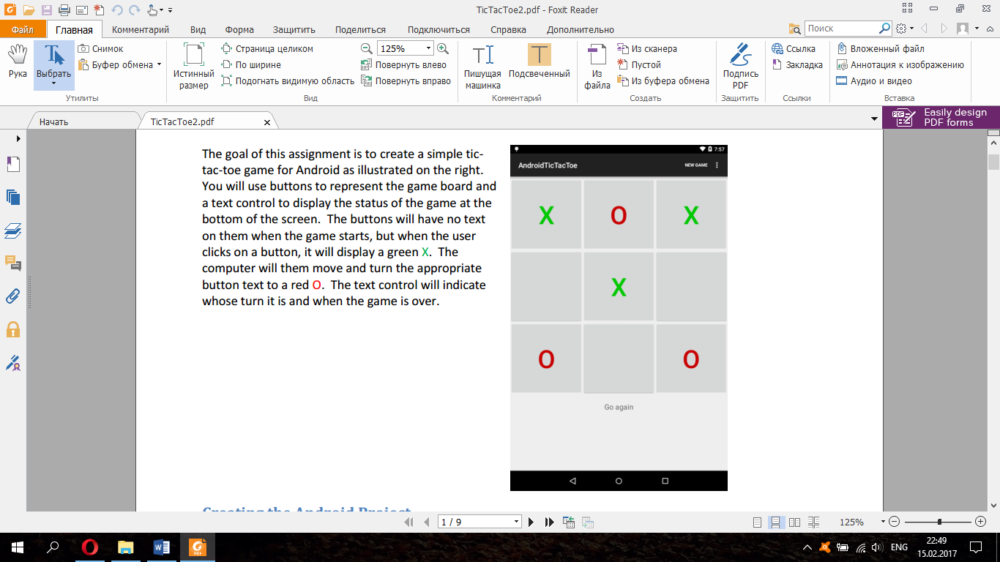 TicTacToe2.pdf - Foxit Reader
Файл Главная Комментарий Вид Форма Защитить Поделиться Подключиться Справка Дополнительно Поиск
Рука
Выбрать
Снимок
Буфер обмена
Утилиты
Истинный
размер
Страница целиком
По ширине
Подогнать видимую область
125%
Повернуть влево
Повернуть вправо
Вид
Пишущая
машинка
Подсвеченный
Комментарий
Из
файла
Из сканера
Пустой
Из буфера обмена
Создать
Подпись
PDF
Защитить
Ссылка
Закладка
Ссылки
Вложенный файл
Аннотация к изображению
Аудио и видео
Вставка
Начать
TicTacToe2.pdf
PDF
Easily design
PDF forms
The goal of this assignment is to create a simple tic-
tac-toe game for Android as illustrated on the right.
You will use buttons to represent the game board and
a text control to display the status of the game at the
bottom of the screen. The buttons will have no text
on them when the game starts, but when the user
clicks on a button, it will display a green X. The
computer will them move and turn the appropriate
button text to a red O. The text control will indicate
whose turn it is and when the game is over.
7:57
AndroidTicTacToe NEW GAME
X O X
X
O O
Go again
Creating the Android Project
1 / 9
125%
PDF
ENG
22:49
15.02.2017